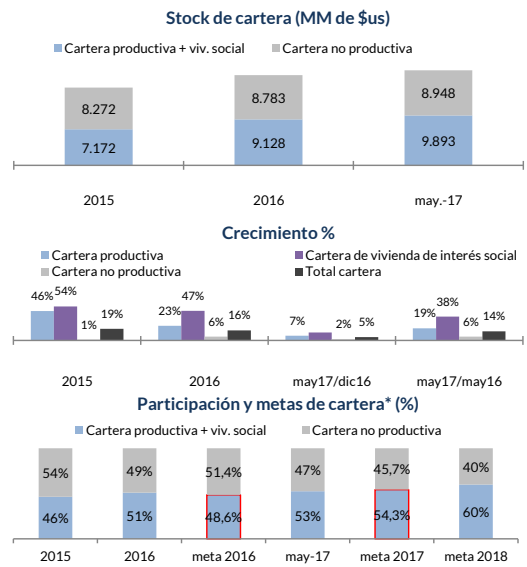 Stock de cartera (MM de $us)
Cartera productiva + viv. social Cartera no productiva
8.272 8.783 8.948
7.172 9.128 9.893
2015 2016 may.-17
Crecimiento %
Cartera productiva Cartera de vivienda de interés social
Cartera no productiva Total cartera
46% 54% 1% 19% 23% 47% 6% 16% 7% 2% 5% 19% 38% 6% 14%
2015 2016 may17/dic16 may17/may16
Participación y metas de cartera* (%)
Cartera productiva + viv. social Cartera no productiva
54% 49% 51,4% 47% 45,7% 40%
46% 51% 48,6% 53% 54,3% 60%
2015 2016 meta 2016 may-17 meta 2017 meta 2018